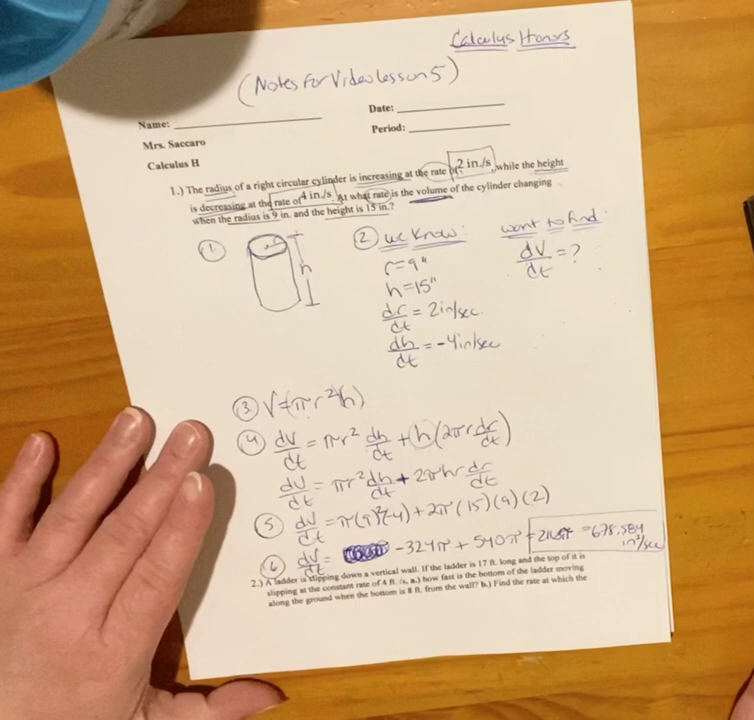 Calculus Honors
(Notes for Video lesson 5)
Name:
Date:
Mrs. Saccaro
Period:
Calculus H
1.) The radius of a right circular cylinder is increasing at the rate of 2 in./s while the height
is decreasing at the rate of 4 in./s. At what rate is the volume of the cylinder changing
when the radius is 9 in. and the height is 15 in.?
① r h
② we know:
r=9"
h=15"
dr/dt = 2in/sec.
dh/dt = -4in/sec
want to find:
dV/dt = ?
③ V=(πr²h)
④ dV/dt = πr² dh/dt + h(2πr dr/dt)
dV/dt = πr² dh/dt + 2πhr dr/dt
⑤ dV/dt = π(9)²(-4) + 2π(15)(9)(2)
⑥ dV/dt = -324π + 540π = 216π = 678.584
in³/sec
2.) A ladder is slipping down a vertical wall. If the ladder is 17 ft. long and the top of it is
slipping at the constant rate of 4 ft. /s, a.) how fast is the bottom of the ladder moving
along the ground when the bottom is 8 ft. from the wall? b.) Find the rate at which the